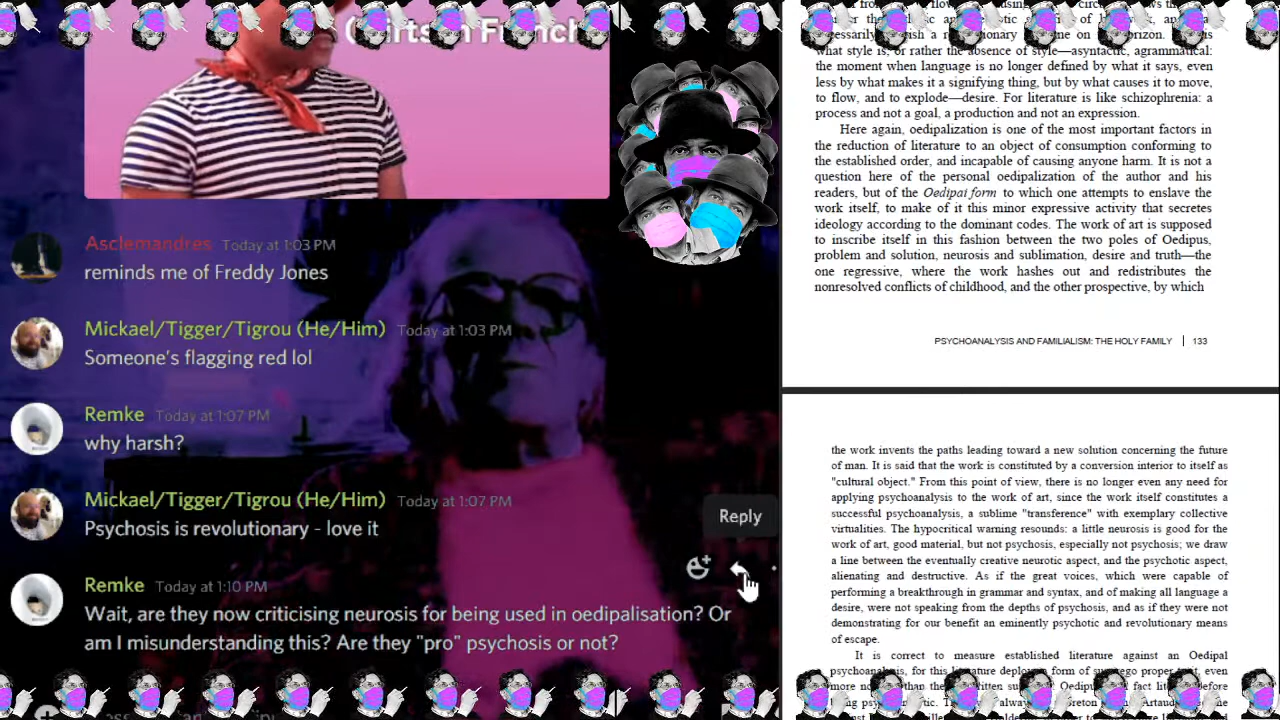 Asclemandres Today at 1:03 PM
reminds me of Freddy Jones
Mickael/Tigger/Tigrou (He/Him) Today at 1:03 PM
Someone's flagging red lol
Remke Today at 1:07 PM
why harsh?
Mickael/Tigger/Tigrou (He/Him) Today at 1:07 PM
Psychosis is revolutionary - love it
Reply
Remke Today at 1:10 PM
Wait, are they now criticising neurosis for being used in oedipalisation? Or
am I misunderstanding this? Are they "pro" psychosis or not?
what style is, or rather the absence of style—asyntactic, agrammatical:
the moment when language is no longer defined by what it says, even
less by what makes it a signifying thing, but by what causes it to move,
to flow, and to explode—desire. For literature is like schizophrenia: a
process and not a goal, a production and not an expression.
Here again, oedipalization is one of the most important factors in
the reduction of literature to an object of consumption conforming to
the established order, and incapable of causing anyone harm. It is not a
question here of the personal oedipalization of the author and his
readers, but of the Oedipal form to which one attempts to enslave the
work itself, to make of it this minor expressive activity that secretes
ideology according to the dominant codes. The work of art is supposed
to inscribe itself in this fashion between the two poles of Oedipus,
problem and solution, neurosis and sublimation, desire and truth—the
one regressive, where the work hashes out and redistributes the
nonresolved conflicts of childhood, and the other prospective, by which
PSYCHOANALYSIS AND FAMILIALISM: THE HOLY FAMILY | 133
the work invents the paths leading toward a new solution concerning the future
of man. It is said that the work is constituted by a conversion interior to itself as
"cultural object." From this point of view, there is no longer even any need for
applying psychoanalysis to the work of art, since the work itself constitutes a
successful psychoanalysis, a sublime "transference" with exemplary collective
virtualities. The hypocritical warning resounds: a little neurosis is good for the
work of art, good material, but not psychosis, especially not psychosis; we draw
a line between the eventually creative neurotic aspect, and the psychotic aspect,
alienating and destructive. As if the great voices, which were capable of
performing a breakthrough in grammar and syntax, and of making all language a
desire, were not speaking from the depths of psychosis, and as if they were not
demonstrating for our benefit an eminently psychotic and revolutionary means
of escape.
It is correct to measure established literature against an Oedipal
psychoanalysis, for this literature deploys a form of superego proper to it, even